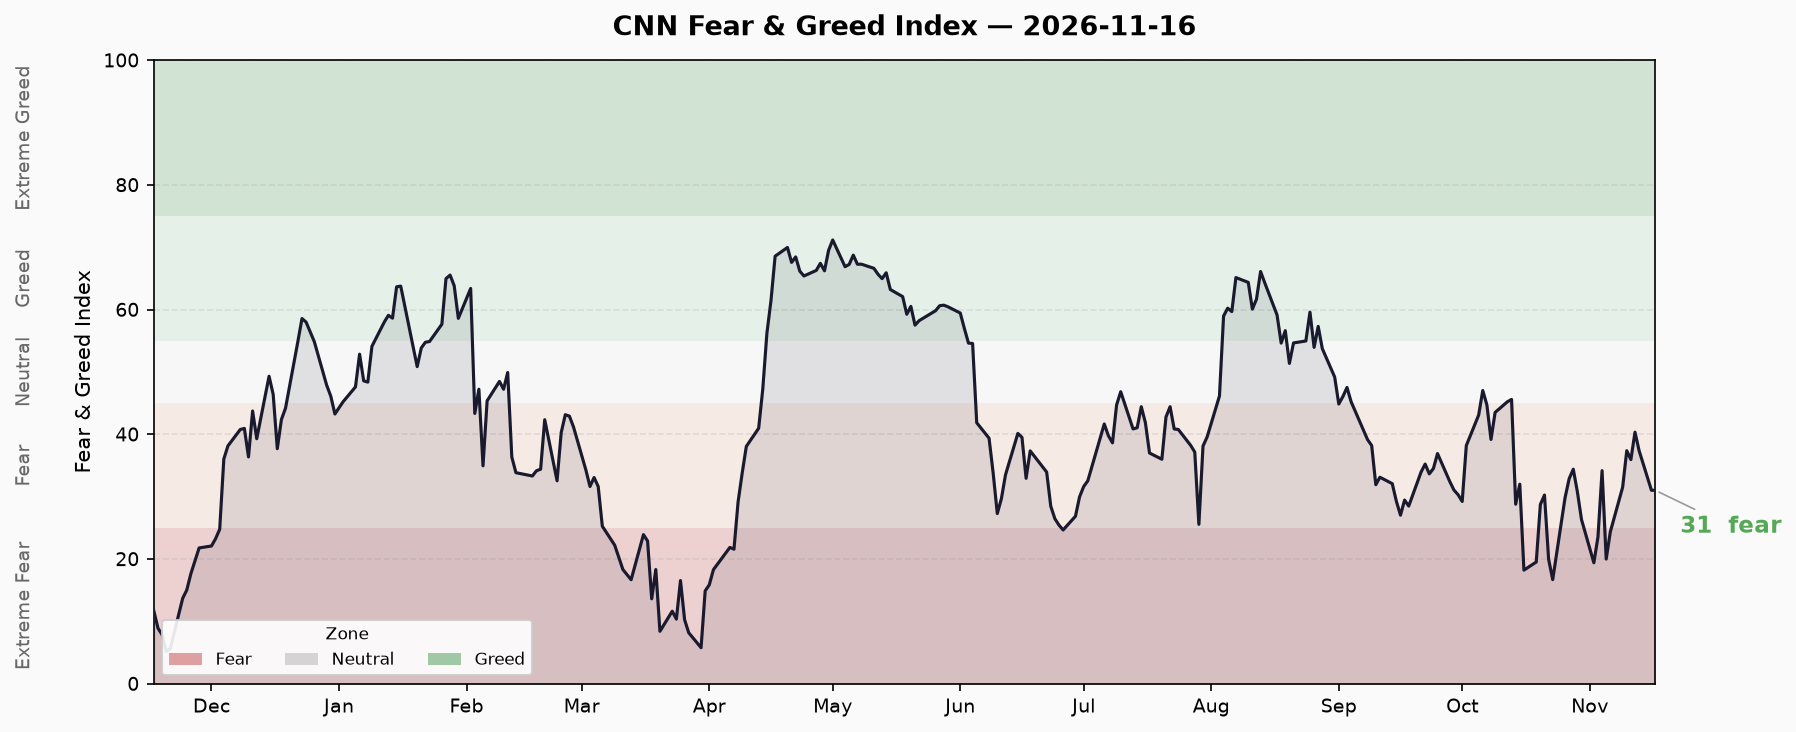 CNN Fear & Greed Index — 2026-11-16
Extreme Greed
Greed
Neutral
Fear
Extreme Fear
Fear & Greed Index
100
80
60
40
20
0
31 fear
Zone
Fear Neutral Greed
Dec Jan Feb Mar Apr May Jun Jul Aug Sep Oct Nov